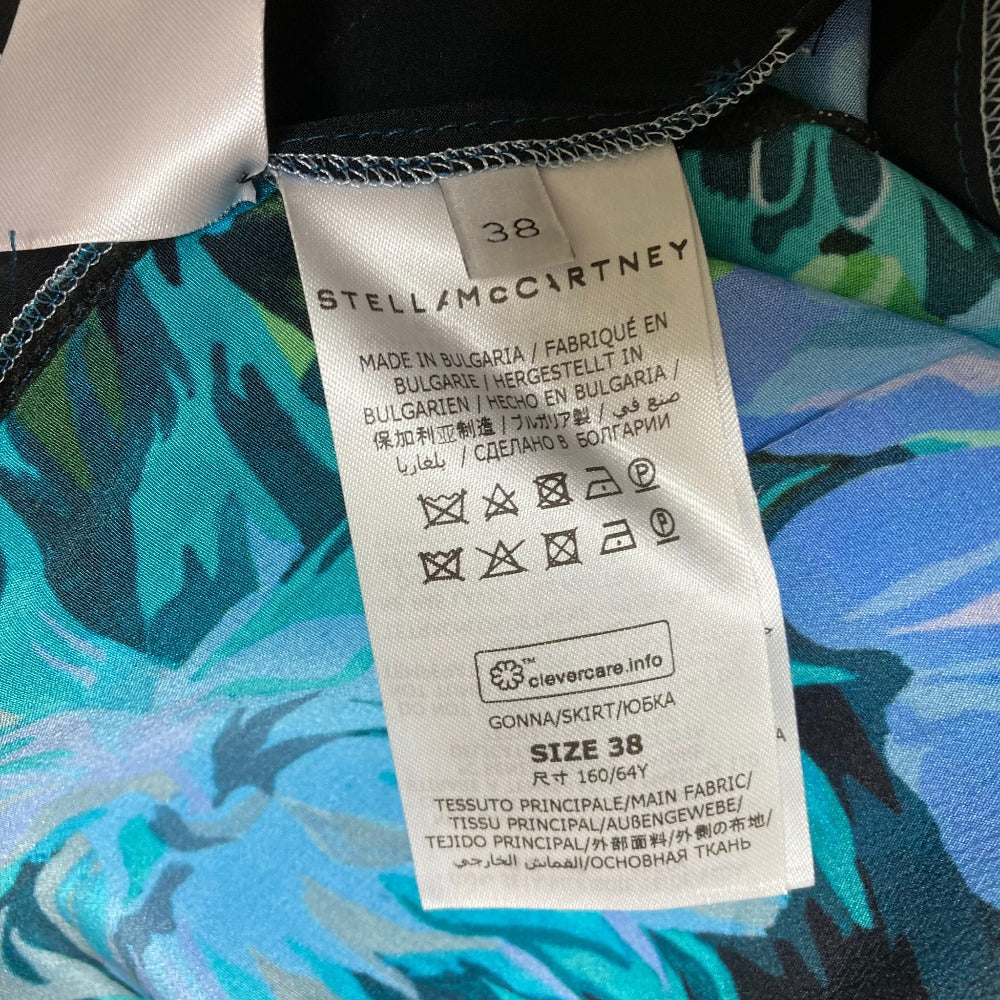 38
STELLA McCARTNEY
MADE IN BULGARIA / FABRIQUÉ EN
BULGARIE / HERGESTELLT IN
BULGARIEN / HECHO EN BULGARIA /
保加利亚制造 / ブルガリア製 / صنع في
بلغاريا / СДЕЛАНО В БОЛГАРИИ
P
P
™ clevercare.info
GONNA/SKIRT/ЮБКА
SIZE 38
尺寸 160/64Y
TESSUTO PRINCIPALE/MAIN FABRIC/
TISSU PRINCIPAL/AUßENGEWEBE/
TEJIDO PRINCIPAL/外部面料/外側の布地/
القماش الخارجي/ОСНОВНАЯ ТКАНЬ